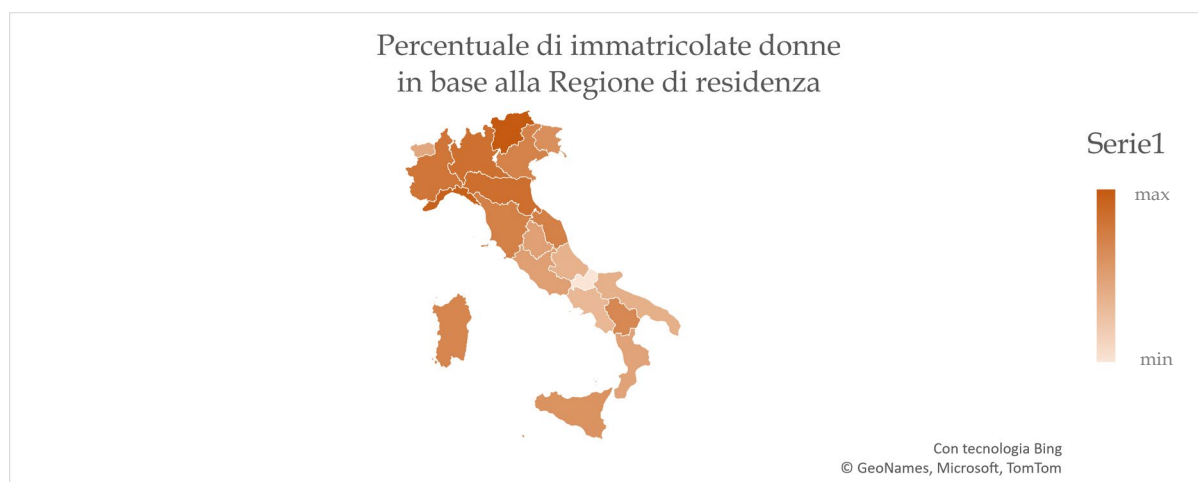 Percentuale di immatricolate donne
in base alla Regione di residenza
Serie1
max
min
Con tecnologia Bing
© GeoNames, Microsoft, TomTom